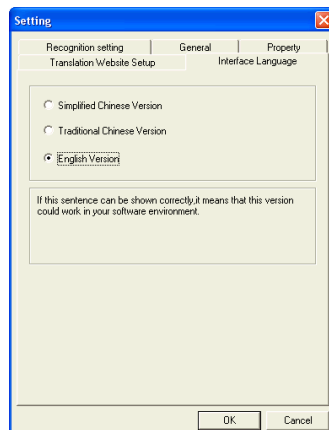 Setting
Recognition setting
General
Property
Translation Website Setup
Interface Language
Simplified Chinese Version
Traditional Chinese Version
English Version
If this sentence can be shown correctly,it means that this version
could work in your software environment.
OK
Cancel